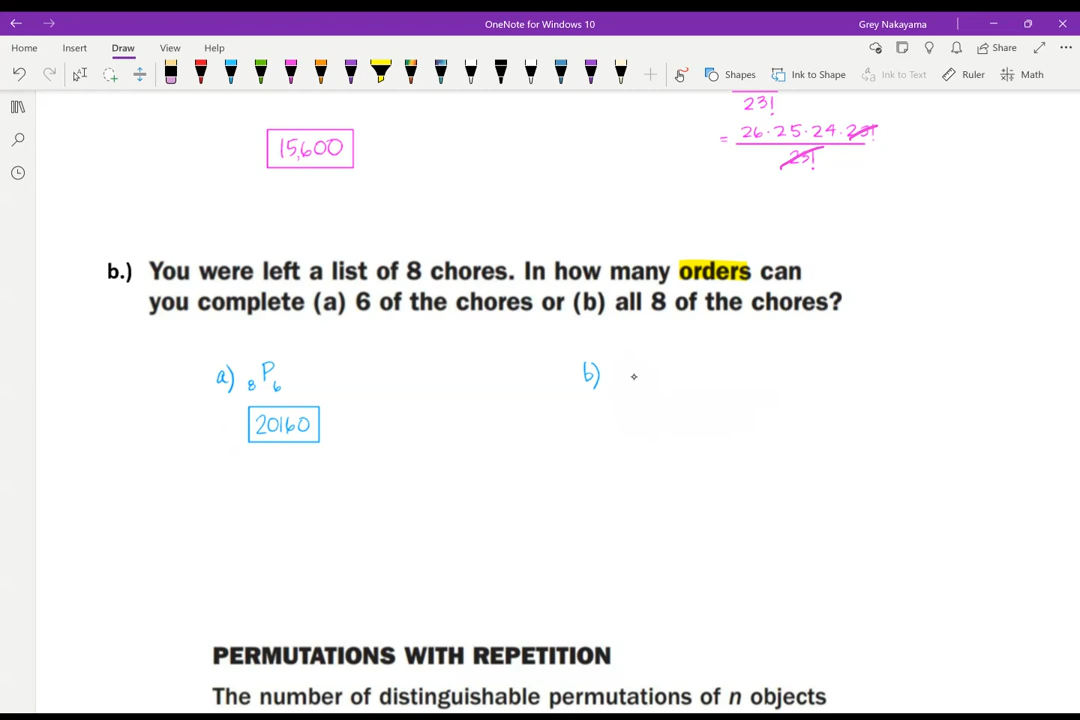 OneNote for Windows 10
Grey Nakayama
Home Insert Draw View Help
Share
Shapes Ink to Shape Ink to Text Ruler Math
23!
= 26·25·24·23!
23!
15,600
b.) You were left a list of 8 chores. In how many orders can
you complete (a) 6 of the chores or (b) all 8 of the chores?
a) 8P6
b)
20160
PERMUTATIONS WITH REPETITION
The number of distinguishable permutations of n objects